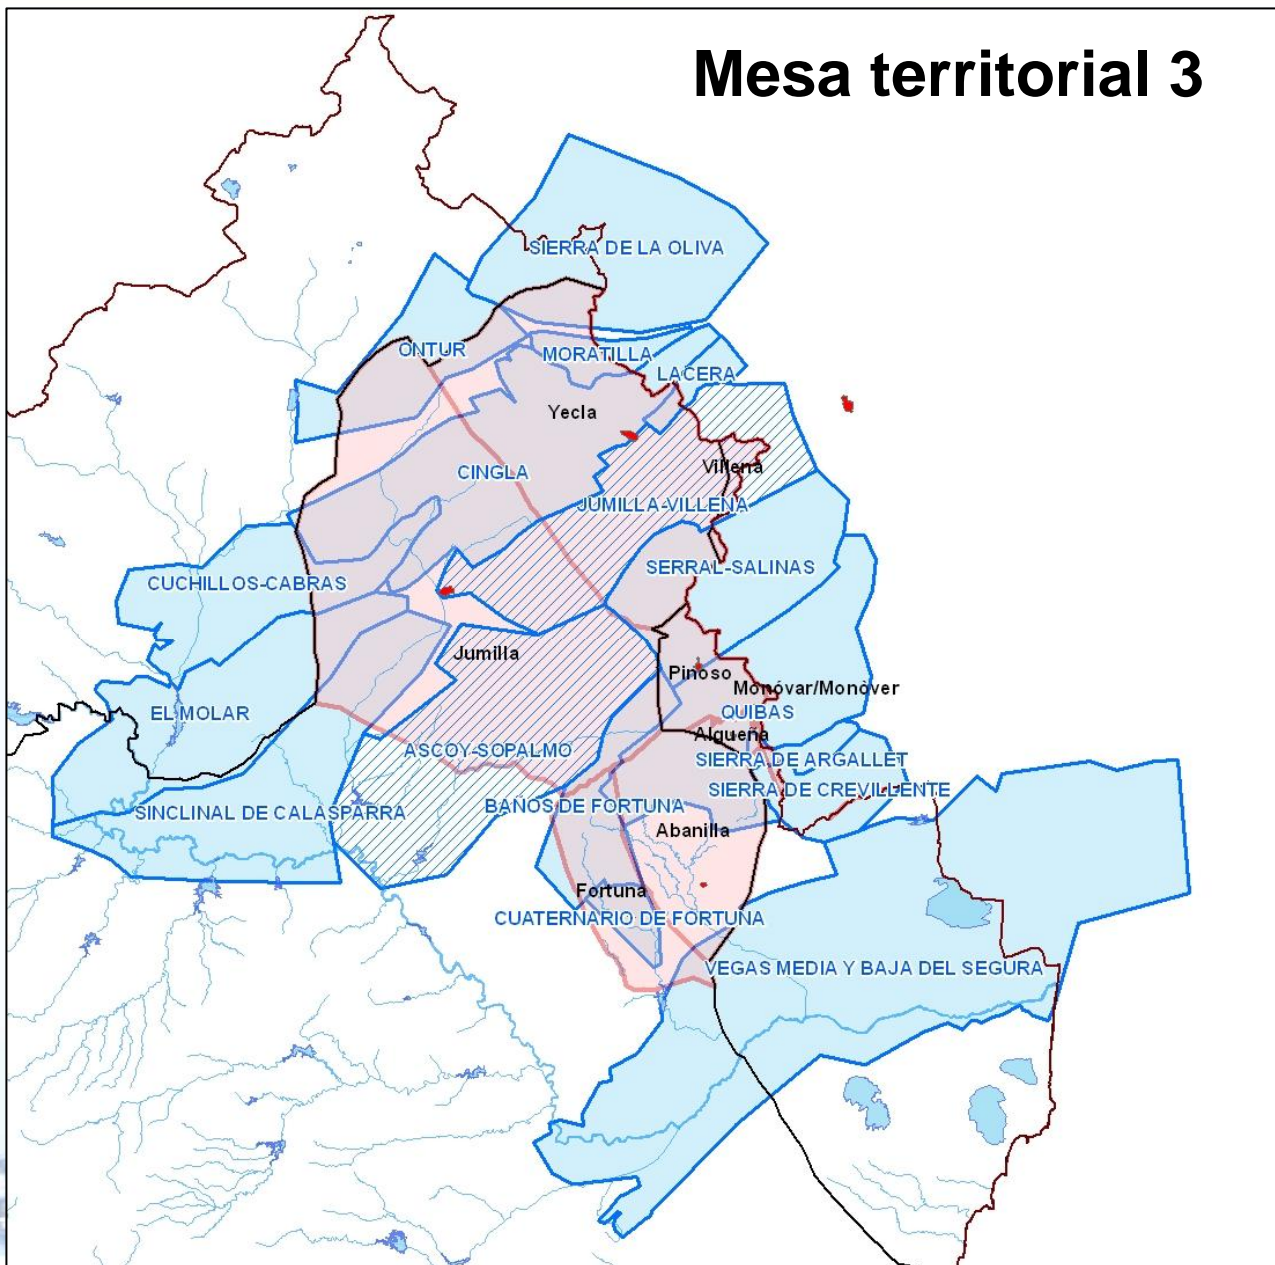 Mesa territorial 3
SIERRA DE LA OLIVA
ONTUR
MORATILLA
LACERA
Yecla
Villena
CINGLA
JUMILLA-VILLENA
SERRAL-SALINAS
CUCHILLOS-CABRAS
Jumilla
Pinoso
Monóvar/Monòver
QUIBAS
EL MOLAR
Algueña
ASCOY-SOPALMO
SIERRA DE ARGALLET
SIERRA DE CREVILLENTE
BAÑOS DE FORTUNA
SINCLINAL DE CALASPARRA
Abanilla
Fortuna
CUATERNARIO DE FORTUNA
VEGAS MEDIA Y BAJA DEL SEGURA